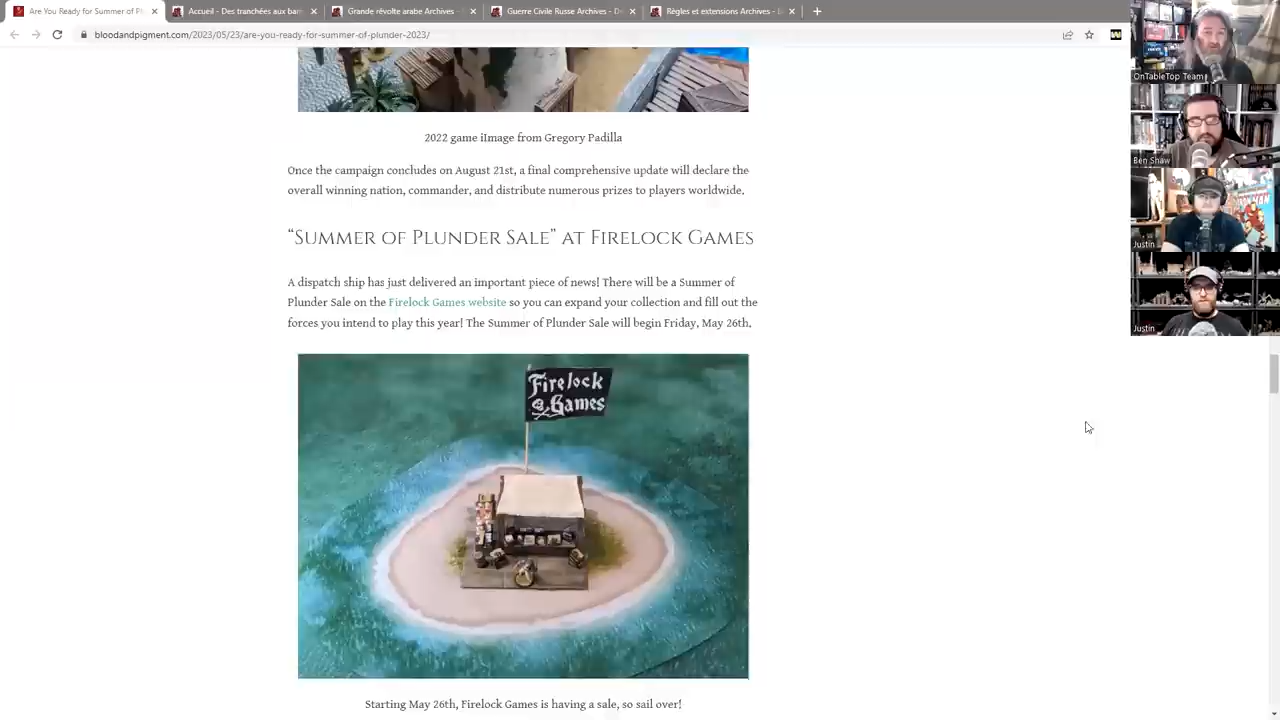 Are You Ready for Summer of Pl
Accueil - Des tranchées aux bar
Grande révolte arabe Archives -
Guerre Civile Russe Archives - D
Règles et extensions Archives - D
bloodandpigment.com/2023/05/23/are-you-ready-for-summer-of-plunder-2023/
OnTableTop Team
Ben Shaw
Justin
Justin
2022 game iImage from Gregory Padilla
Once the campaign concludes on August 21st, a final comprehensive update will declare the
overall winning nation, commander, and distribute numerous prizes to players worldwide.
“Summer of Plunder Sale” at Firelock Games
A dispatch ship has just delivered an important piece of news! There will be a Summer of
Plunder Sale on the Firelock Games website so you can expand your collection and fill out the
forces you intend to play this year! The Summer of Plunder Sale will begin Friday, May 26th.
Firelock
Games
Starting May 26th, Firelock Games is having a sale, so sail over!